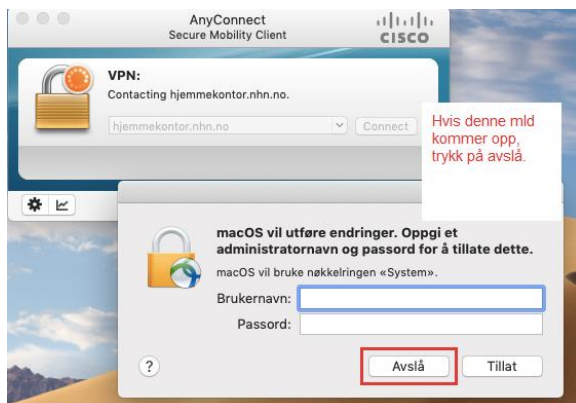 AnyConnect
Secure Mobility Client
CISCO
VPN:
Contacting hjemmekontor.nhn.no.
hjemmekontor.nhn.no
Connect
Hvis denne mld
kommer opp,
trykk på avslå.
macOS vil utføre endringer. Oppgi et
administratornavn og passord for å tillate dette.
macOS vil bruke nøkkelringen «System».
Brukernavn:
Passord:
?
Avslå
Tillat